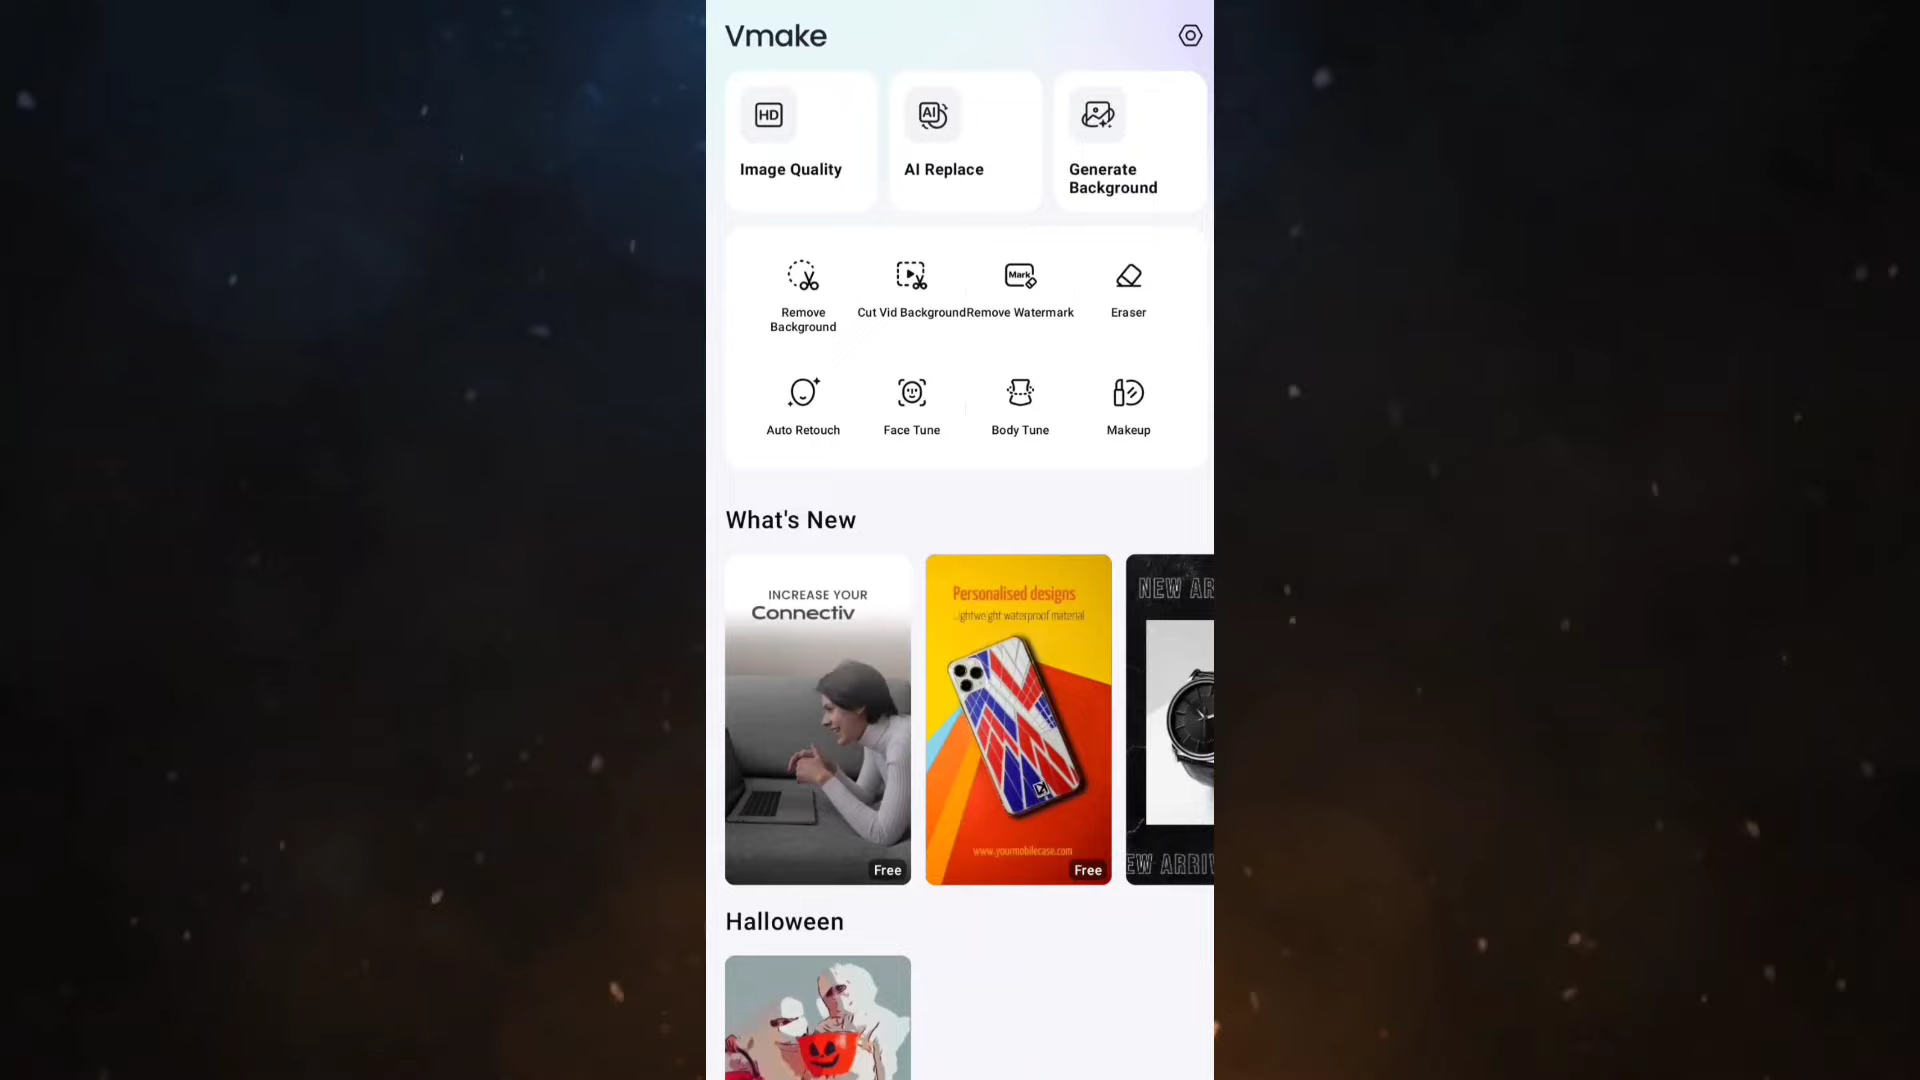 Vmake
HD
AI
Image Quality
AI Replace
Generate
Background
Mark
Remove
Background
Cut Vid Background
Remove Watermark
Eraser
Auto Retouch
Face Tune
Body Tune
Makeup
What's New
INCREASE YOUR
Connectiv
Free
Personalised designs
..ightweight waterproof material
www.yourmobilecase.com
Free
NEW AR
EW ARRIV
Halloween